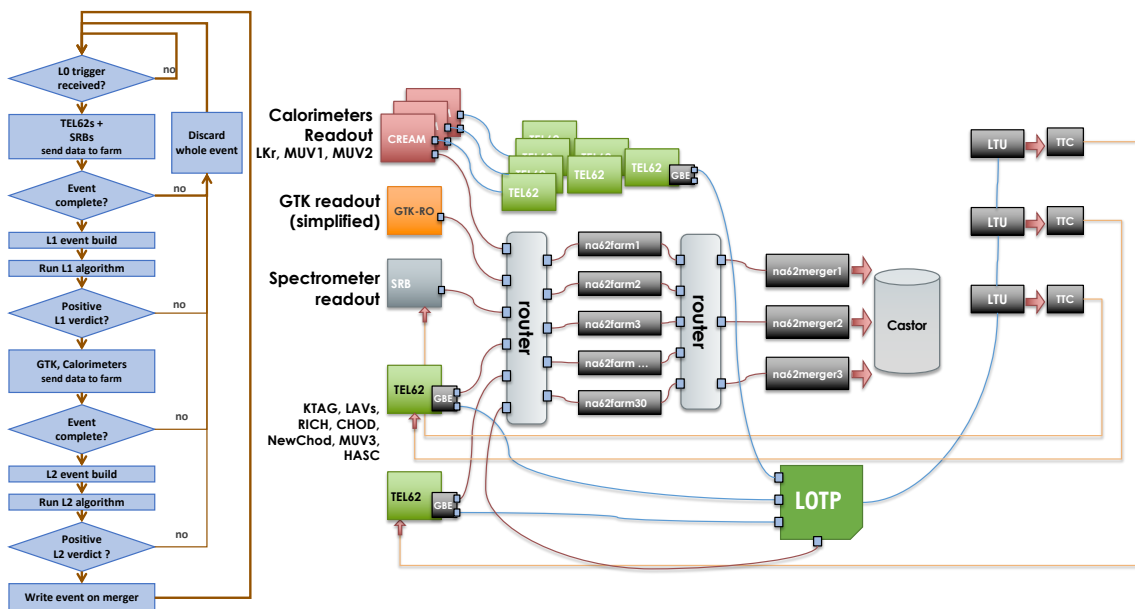 L0 trigger
received?
no
TEL62s +
SRBs
send data to farm
Discard
whole event
Event
complete?
no
L1 event build
Run L1 algorithm
Positive
L1 verdict?
no
GTK, Calorimeters
send data to farm
Event
complete?
no
L2 event build
Run L2 algorithm
Positive
L2 verdict ?
no
Write event on merger
Calorimeters
Readout
LKr, MUV1, MUV2
CREAM
GTK readout
(simplified)
GTK-RO
Spectrometer
readout
SRB
TEL62
GBE
KTAG, LAVs,
RICH, CHOD,
NewChod, MUV3,
HASC
TEL62
GBE
TEL62
TEL62
TEL62
TEL62
TEL62
GBE
router
na62farm1
na62farm2
na62farm3
na62farm ...
na62farm30
router
na62merger1
na62merger2
na62merger3
Castor
LTU
TTC
LTU
TTC
LTU
TTC
L0TP